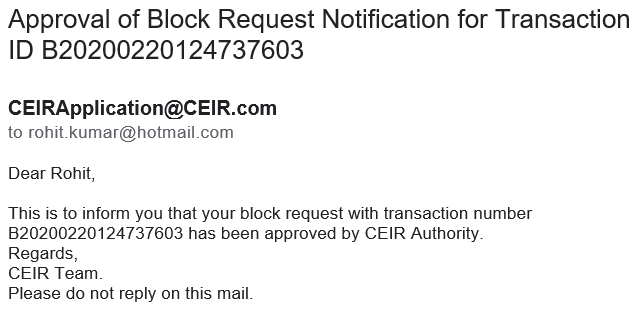 Approval of Block Request Notification for Transaction
ID B20200220124737603
CEIRApplication@CEIR.com
to rohit.kumar@hotmail.com
Dear Rohit,
This is to inform you that your block request with transaction number
B20200220124737603 has been approved by CEIR Authority.
Regards,
CEIR Team.
Please do not reply on this mail.